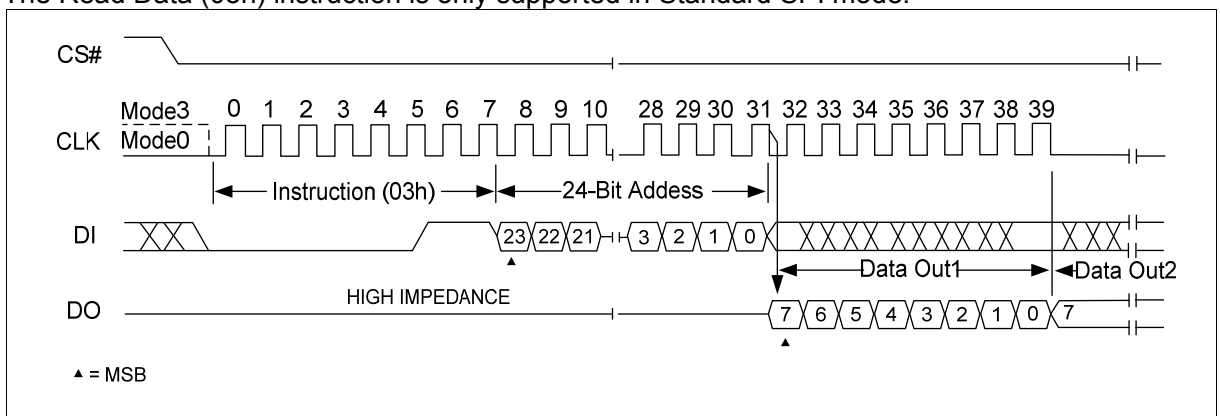 The Read Data (03h) instruction is only supported in Standard SPI mode.
CS#
Mode3 0 1 2 3 4 5 6 7 8 9 10 28 29 30 31 32 33 34 35 36 37 38 39
CLK Mode0
Instruction (03h) 24-Bit Addess
DI 23 22 21 3 2 1 0
Data Out1 Data Out2
HIGH IMPEDANCE
DO 7 6 5 4 3 2 1 0 7
▲ = MSB